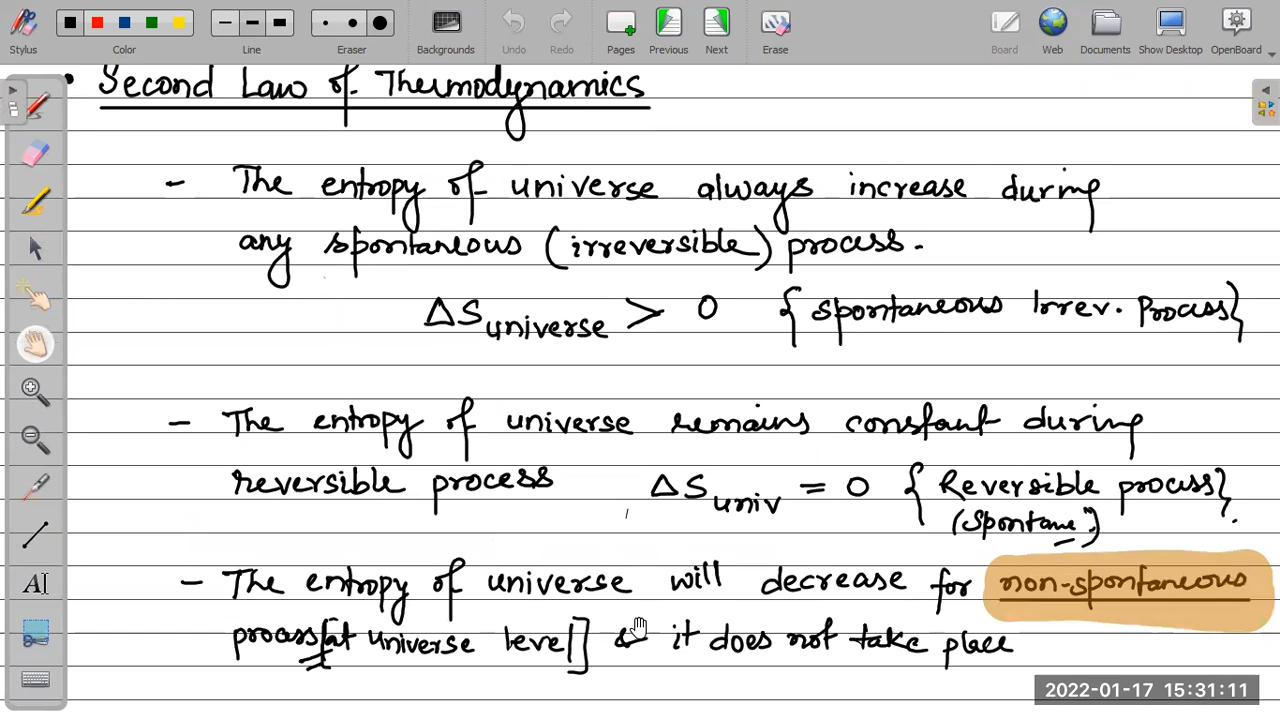 Stylus
Color
Line
Eraser
Backgrounds
Undo
Redo
Pages
Previous
Next
Erase
Board
Web
Documents
Show Desktop
OpenBoard
• Second Law of Thermodynamics
- The entropy of universe always increase during
any spontaneous (irreversible) process.
ΔS universe > 0 {spontaneous Irrev. Process}
- The entropy of universe remains constant during
reversible process ΔS univ = 0 {Reversible process}.
(Spontane")
- The entropy of universe will decrease for non-spontaneous
process[at universe level] & it does not take place
AI
2022-01-17 15:31:11